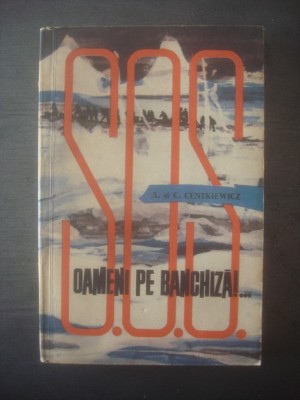 S.O.S.
A. și C. CENTKIEWICZ
OAMENI PE BANCHIZĂ!...